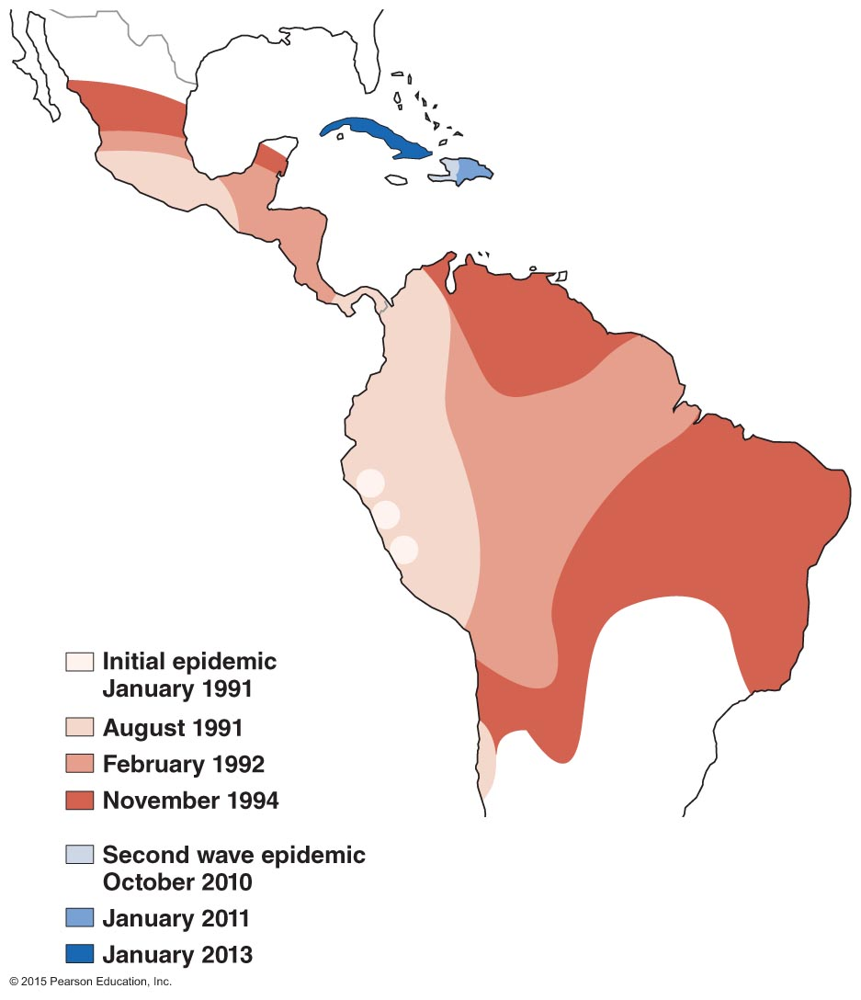 Initial epidemic
January 1991
August 1991
February 1992
November 1994
Second wave epidemic
October 2010
January 2011
January 2013
© 2015 Pearson Education, Inc.